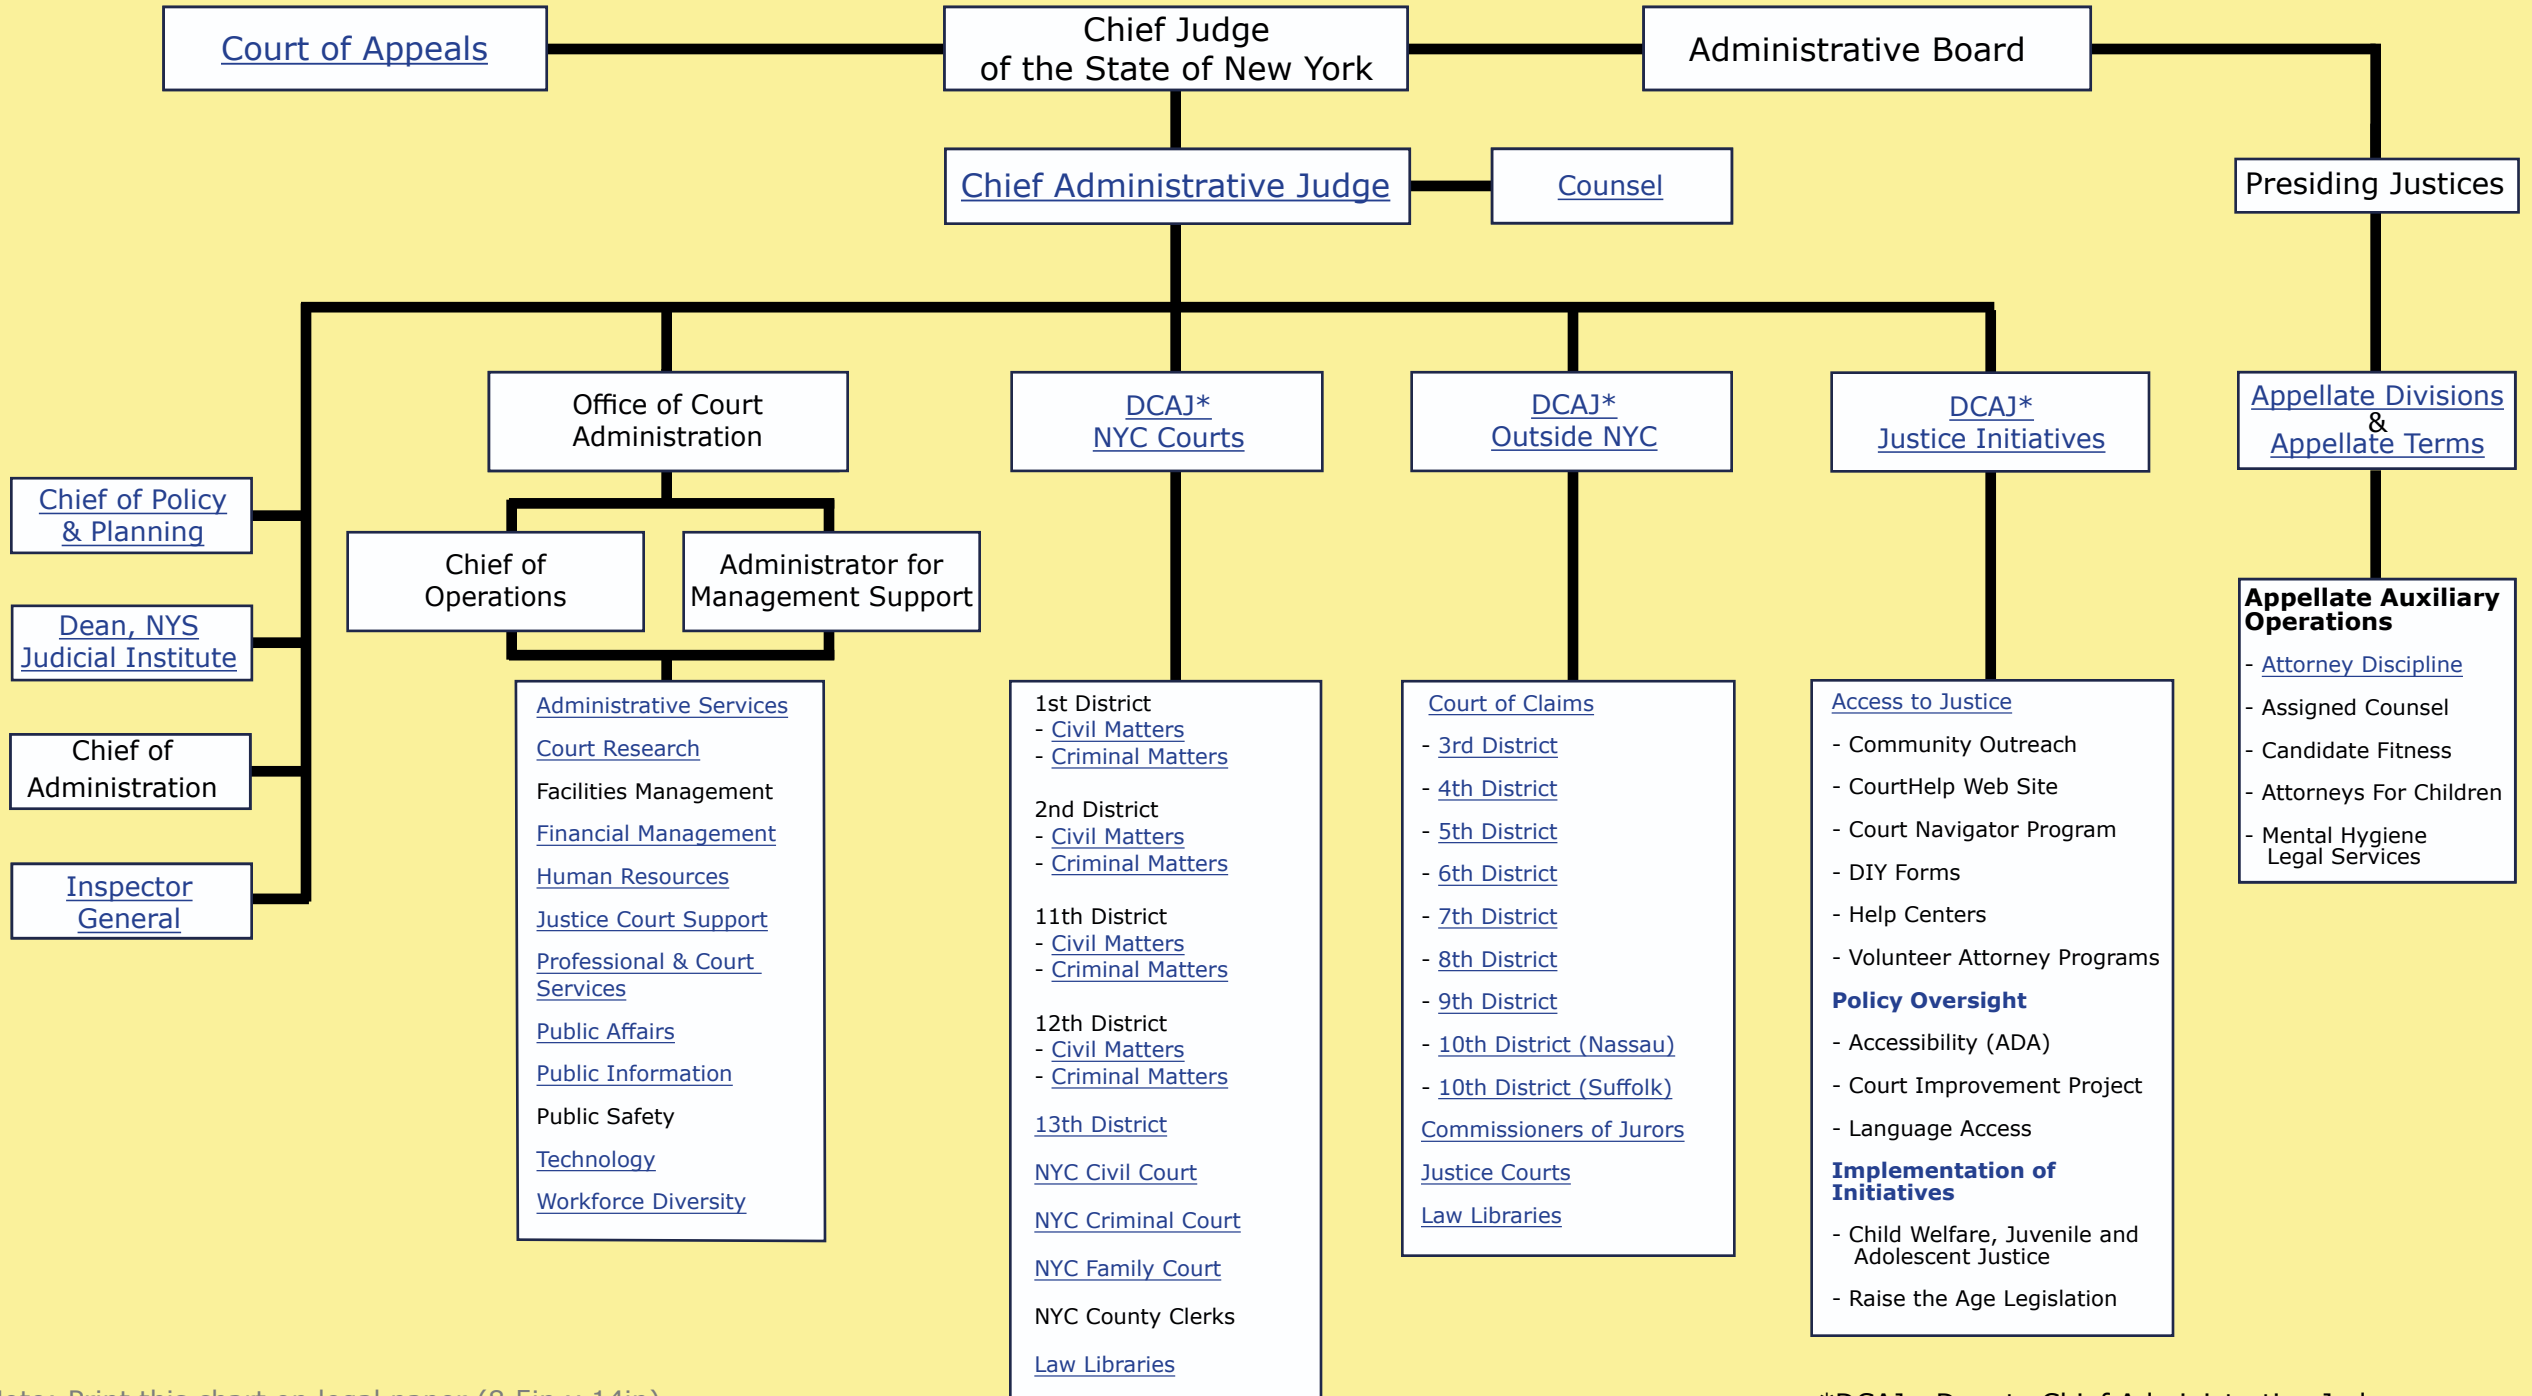 Court of Appeals
Chief Judge
of the State of New York
Administrative Board
Chief Administrative Judge
Counsel
Presiding Justices
Office of Court
Administration
DCAJ*
NYC Courts
DCAJ*
Outside NYC
DCAJ*
Justice Initiatives
Appellate Divisions
&
Appellate Terms
Chief of Policy
& Planning
Dean, NYS
Judicial Institute
Chief of
Administration
Inspector
General
Chief of
Operations
Administrator for
Management Support
Administrative Services
Court Research
Facilities Management
Financial Management
Human Resources
Justice Court Support
Professional & Court
Services
Public Affairs
Public Information
Public Safety
Technology
Workforce Diversity
1st District
- Civil Matters
- Criminal Matters
2nd District
- Civil Matters
- Criminal Matters
11th District
- Civil Matters
- Criminal Matters
12th District
- Civil Matters
- Criminal Matters
13th District
NYC Civil Court
NYC Criminal Court
NYC Family Court
NYC County Clerks
Law Libraries
Court of Claims
- 3rd District
- 4th District
- 5th District
- 6th District
- 7th District
- 8th District
- 9th District
- 10th District (Nassau)
- 10th District (Suffolk)
Commissioners of Jurors
Justice Courts
Law Libraries
Access to Justice
- Community Outreach
- CourtHelp Web Site
- Court Navigator Program
- DIY Forms
- Help Centers
- Volunteer Attorney Programs
Policy Oversight
- Accessibility (ADA)
- Court Improvement Project
- Language Access
Implementation of
Initiatives
- Child Welfare, Juvenile and
Adolescent Justice
- Raise the Age Legislation
Appellate Auxiliary
Operations
- Attorney Discipline
- Assigned Counsel
- Candidate Fitness
- Attorneys For Children
- Mental Hygiene
Legal Services